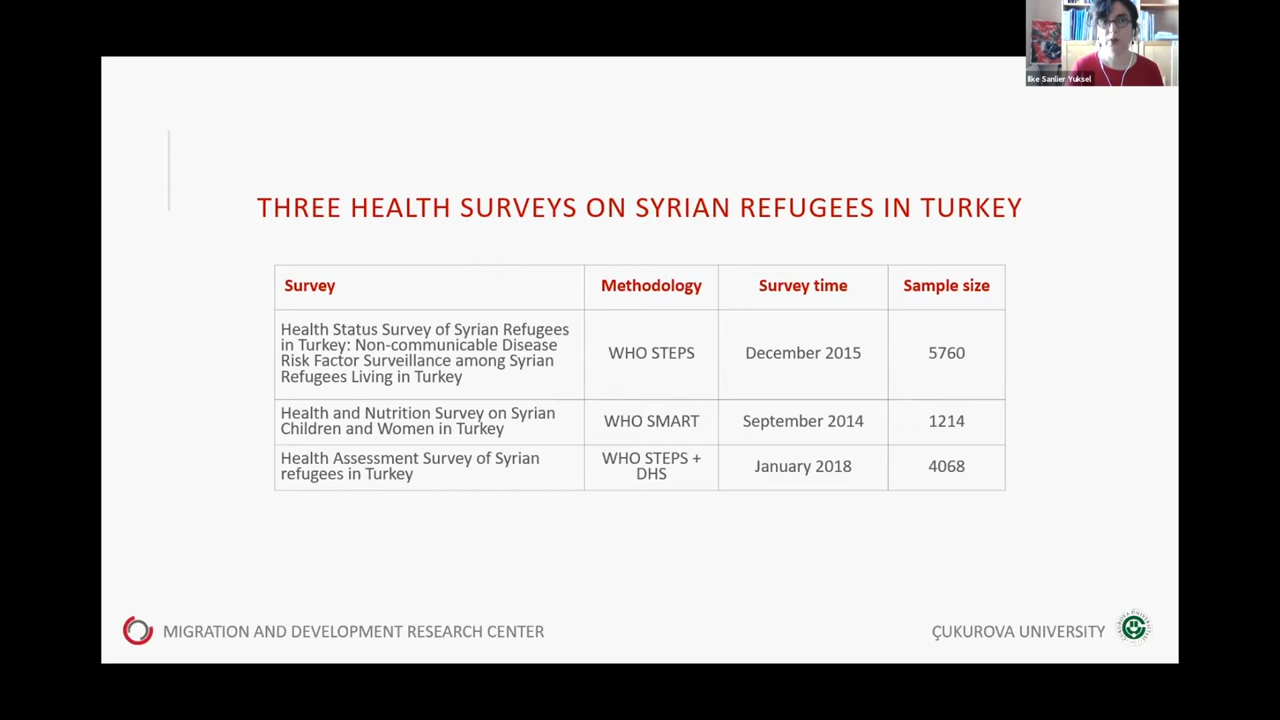 Ilke Sanlier Yuksel
THREE HEALTH SURVEYS ON SYRIAN REFUGEES IN TURKEY
Survey
Methodology
Survey time
Sample size
Health Status Survey of Syrian Refugees
in Turkey: Non-communicable Disease
Risk Factor Surveillance among Syrian
Refugees Living in Turkey
WHO STEPS
December 2015
5760
Health and Nutrition Survey on Syrian
Children and Women in Turkey
WHO SMART
September 2014
1214
Health Assessment Survey of Syrian
refugees in Turkey
WHO STEPS +
DHS
January 2018
4068
MIGRATION AND DEVELOPMENT RESEARCH CENTER
ÇUKUROVA UNIVERSITY